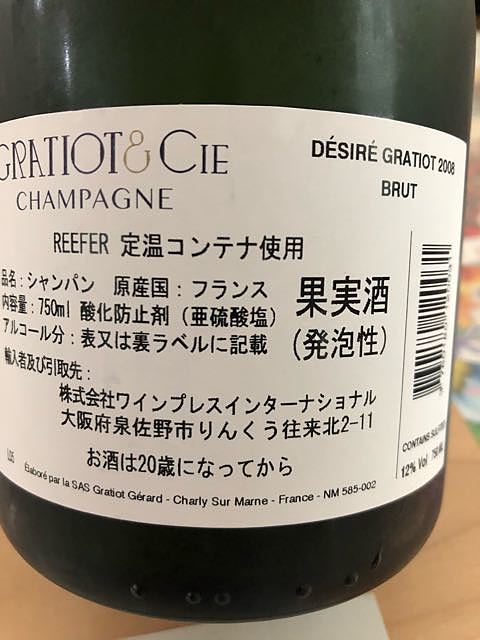 GRATIOT & CIE
CHAMPAGNE
DÉSIRÉ GRATIOT 2008
BRUT
REEFER 定温コンテナ使用
品名：シャンパン 原産国：フランス
内容量：750ml 酸化防止剤（亜硫酸塩）
アルコール分：表又は裏ラベルに記載
果実酒
（発泡性）
輸入者及び引取先：
株式会社ワインプレスインターナショナル
大阪府泉佐野市りんくう往来北2-11
お酒は20歳になってから
L05
Élaboré par la SAS Gratiot Gérard - Charly Sur Marne - France - NM 585-002
CONTAINS
12% Vol 750 ML